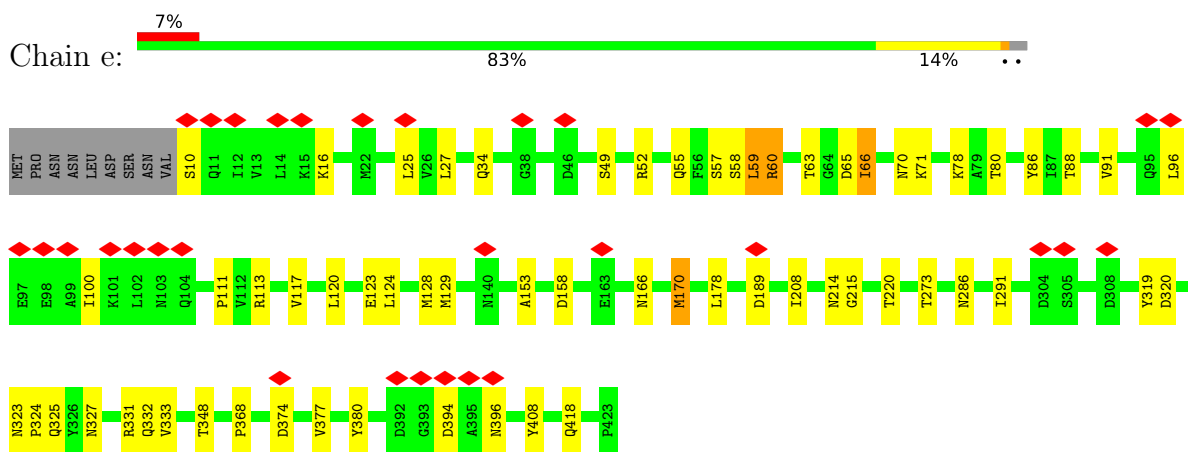 7%
Chain e:
83% 14% ••
MET PRO ASN ASN LEU ASP SER ASN VAL S10 Q11 I12 V13 L14 K15 K16 M22 L25 V26 L27 Q34 G38 D46 S49 R52 Q55 F56 S57 S58 L59 R60 T63 G64 D65 I66 N70 K71 K78 A79 T80 Y86 I87 T88 V91 Q95 L96
E97 E98 A99 I100 K101 L102 N103 Q104 P111 V112 R113 V117 L120 E123 L124 M128 M129 N140 A153 D158 E163 N166 M170 L178 D189 I208 N214 G215 T220 T273 N286 I291 D304 S305 D308 Y319 D320
N323 P324 Q325 Y326 N327 R331 Q332 V333 T348 P368 D374 V377 Y380 D392 G393 D394 A395 N396 Y408 Q418 P423